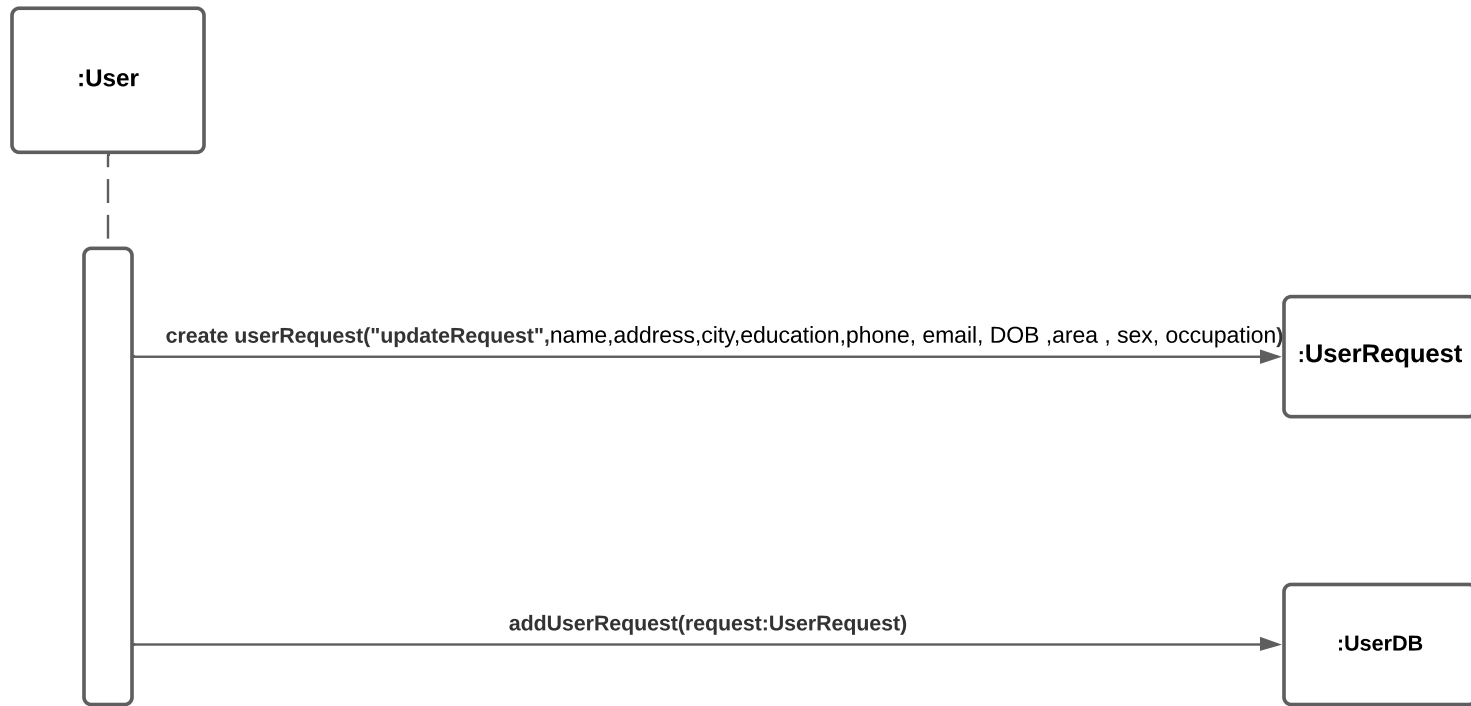 :User
create userRequest("updateRequest",name,address,city,education,phone, email, DOB ,area , sex, occupation)
:UserRequest
addUserRequest(request:UserRequest)
:UserDB